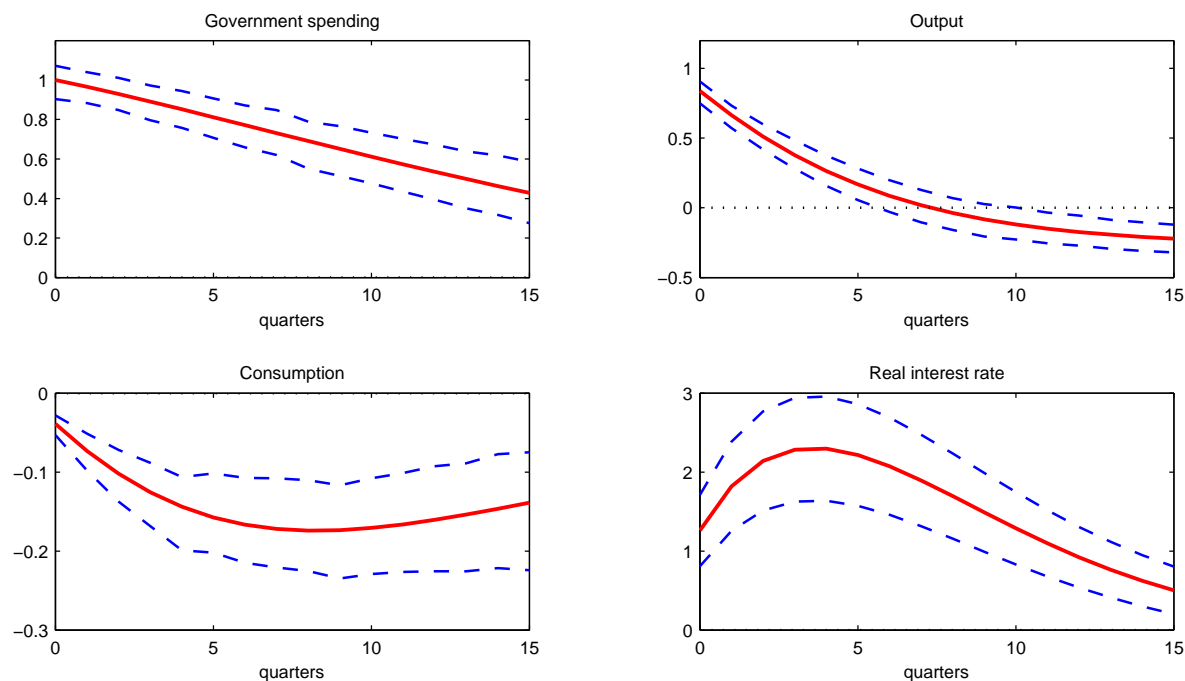 Government spending
1
0.8
0.6
0.4
0.2
0
0 5 10 15
quarters
Output
1
0.5
0
−0.5
0 5 10 15
quarters
Consumption
0
−0.1
−0.2
−0.3
0 5 10 15
quarters
Real interest rate
3
2
1
0
0 5 10 15
quarters